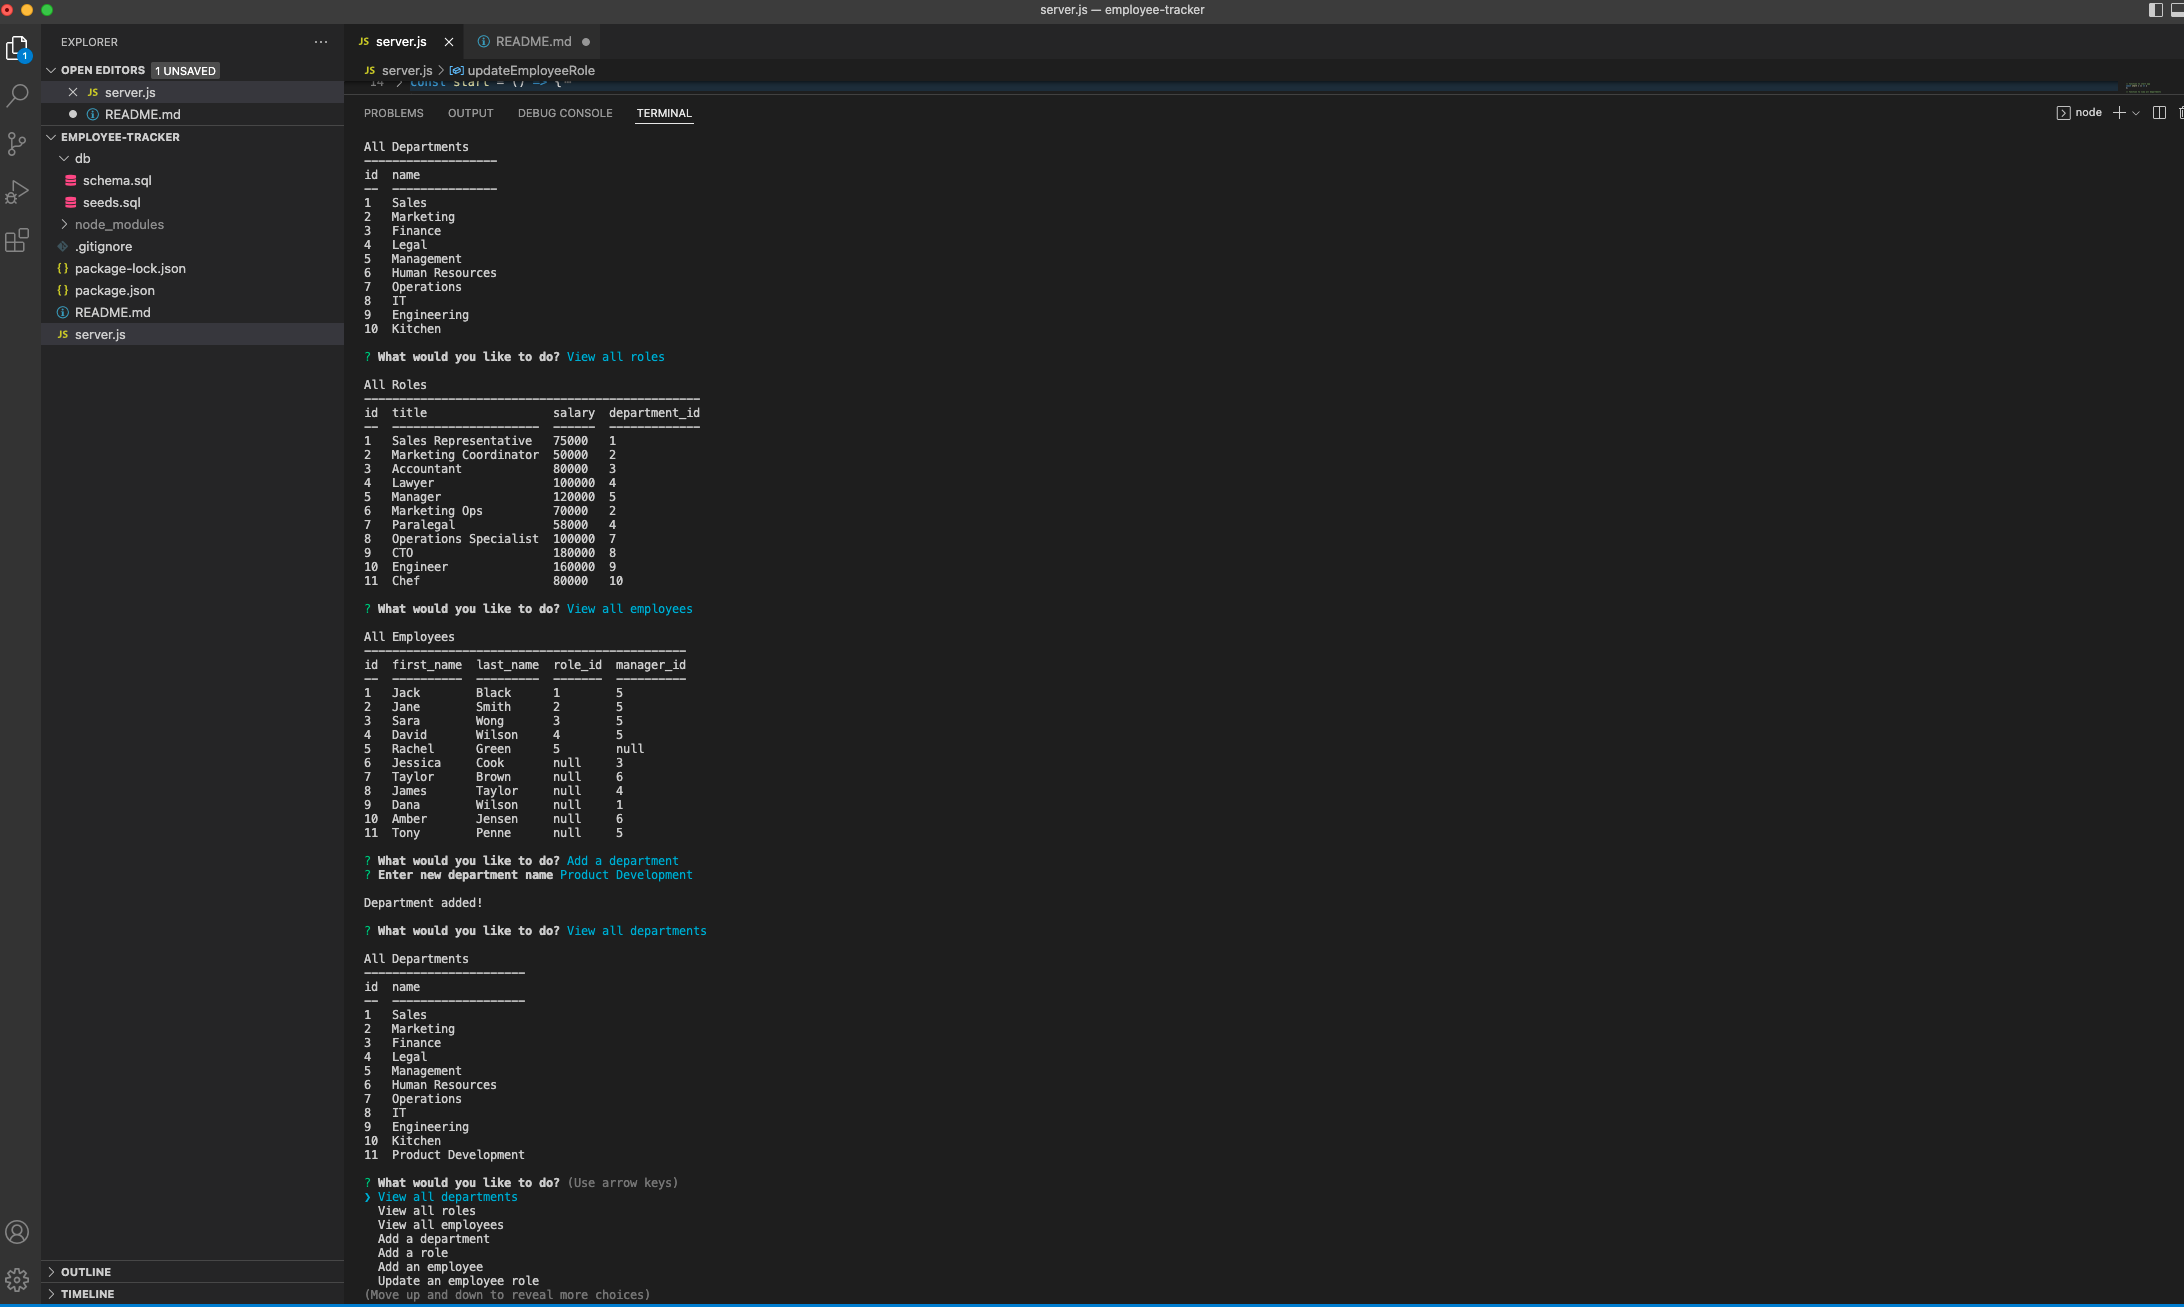 server.js — employee-tracker
EXPLORER
OPEN EDITORS 1 UNSAVED
JS server.js
README.md
EMPLOYEE-TRACKER
db
schema.sql
seeds.sql
node_modules
.gitignore
{} package-lock.json
{} package.json
README.md
JS server.js
OUTLINE
TIMELINE
1
JS server.js
README.md
JS server.js > updateEmployeeRole
14 > const start = () => {
PROBLEMS OUTPUT DEBUG CONSOLE TERMINAL
node
All Departments
id name
1 Sales
2 Marketing
3 Finance
4 Legal
5 Management
6 Human Resources
7 Operations
8 IT
9 Engineering
10 Kitchen
? What would you like to do? View all roles
All Roles
id title salary department_id
1 Sales Representative 75000 1
2 Marketing Coordinator 50000 2
3 Accountant 80000 3
4 Lawyer 100000 4
5 Manager 120000 5
6 Marketing Ops 70000 2
7 Paralegal 58000 4
8 Operations Specialist 100000 7
9 CTO 180000 8
10 Engineer 160000 9
11 Chef 80000 10
? What would you like to do? View all employees
All Employees
id first_name last_name role_id manager_id
1 Jack Black 1 5
2 Jane Smith 2 5
3 Sara Wong 3 5
4 David Wilson 4 5
5 Rachel Green 5 null
6 Jessica Cook null 3
7 Taylor Brown null 6
8 James Taylor null 4
9 Dana Wilson null 1
10 Amber Jensen null 6
11 Tony Penne null 5
? What would you like to do? Add a department
? Enter new department name Product Development
Department added!
? What would you like to do? View all departments
All Departments
id name
1 Sales
2 Marketing
3 Finance
4 Legal
5 Management
6 Human Resources
7 Operations
8 IT
9 Engineering
10 Kitchen
11 Product Development
? What would you like to do? (Use arrow keys)
❯ View all departments
View all roles
View all employees
Add a department
Add a role
Add an employee
Update an employee role
(Move up and down to reveal more choices)